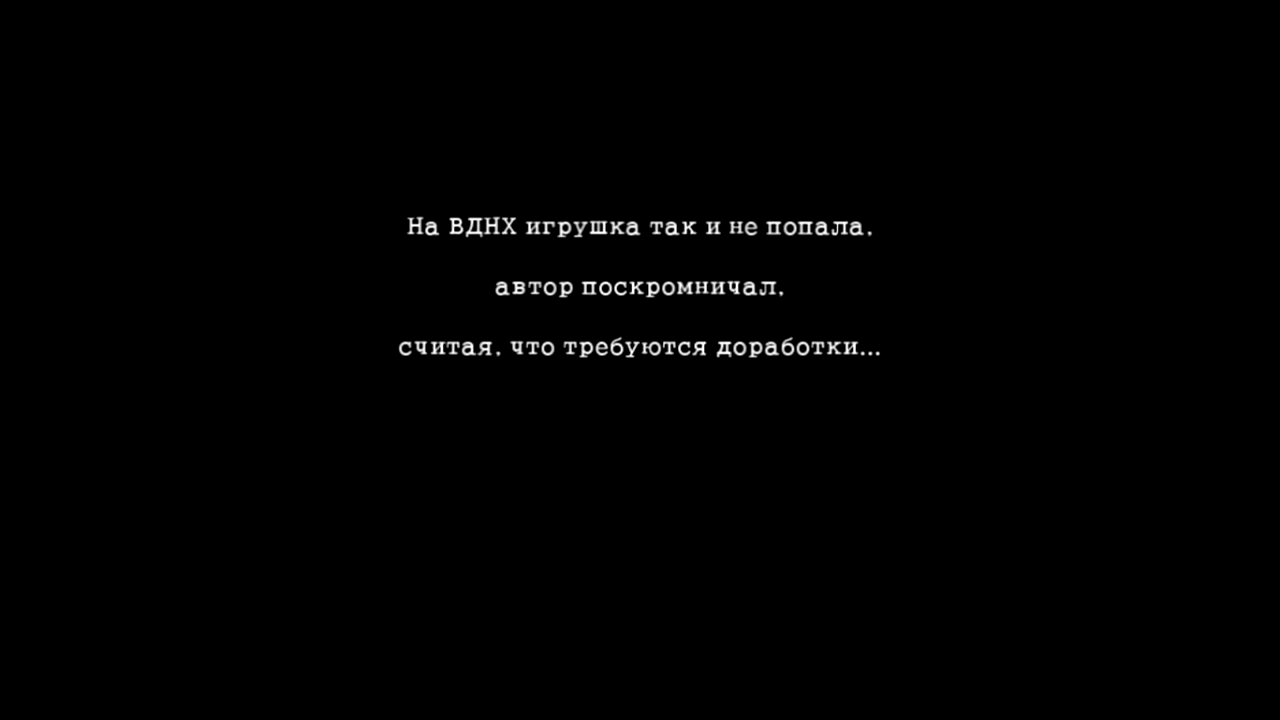 На ВДНХ игрушка так и не попала,
автор поскромничал,
считая, что требуются доработки...